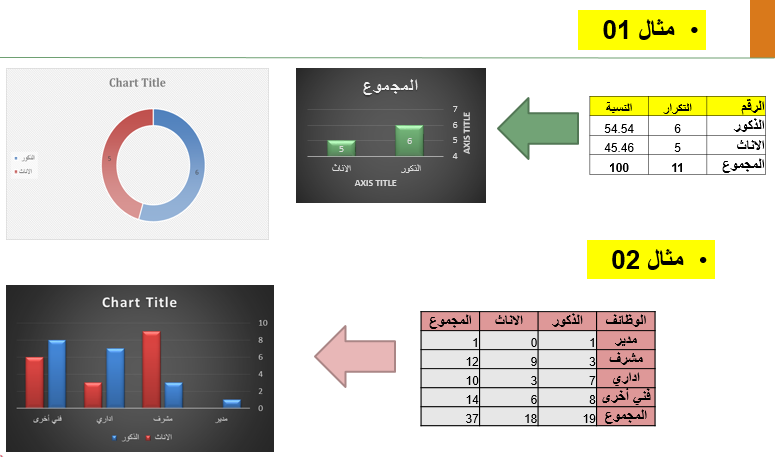 • مثال 01
الرقم التكرار النسبة
الذكور 6 54.54
الاناث 5 45.46
المجموع 11 100
المجموع
7
6
5
4
AXIS TITLE
6
5
الذكور الاناث
AXIS TITLE
Chart Title
5
6
الذكور
الاناث
• مثال 02
الوظائف الذكور الاناث المجموع
مدير 1 0 1
مشرف 3 9 12
اداري 7 3 10
فني أخرى 8 6 14
المجموع 19 18 37
Chart Title
10
8
6
4
2
0
مدير مشرف اداري فني أخرى
الاناث الذكور